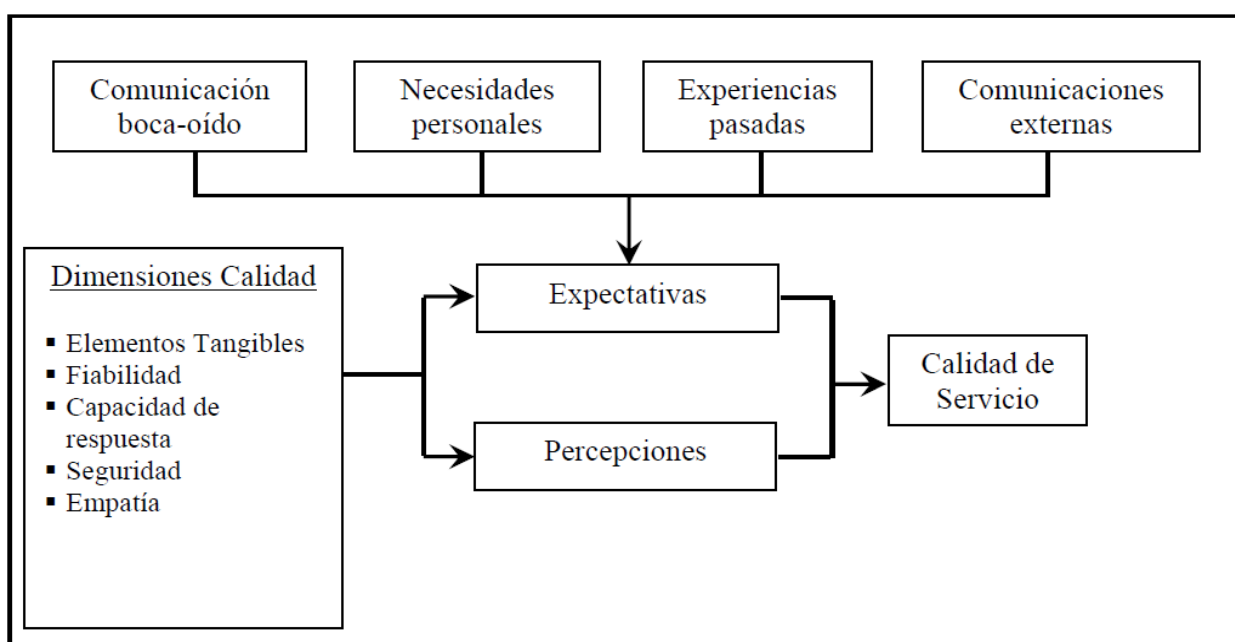 Comunicación
boca-oído
Necesidades
personales
Experiencias
pasadas
Comunicaciones
externas
Dimensiones Calidad
▪ Elementos Tangibles
▪ Fiabilidad
▪ Capacidad de
respuesta
▪ Seguridad
▪ Empatía
Expectativas
Percepciones
Calidad de
Servicio